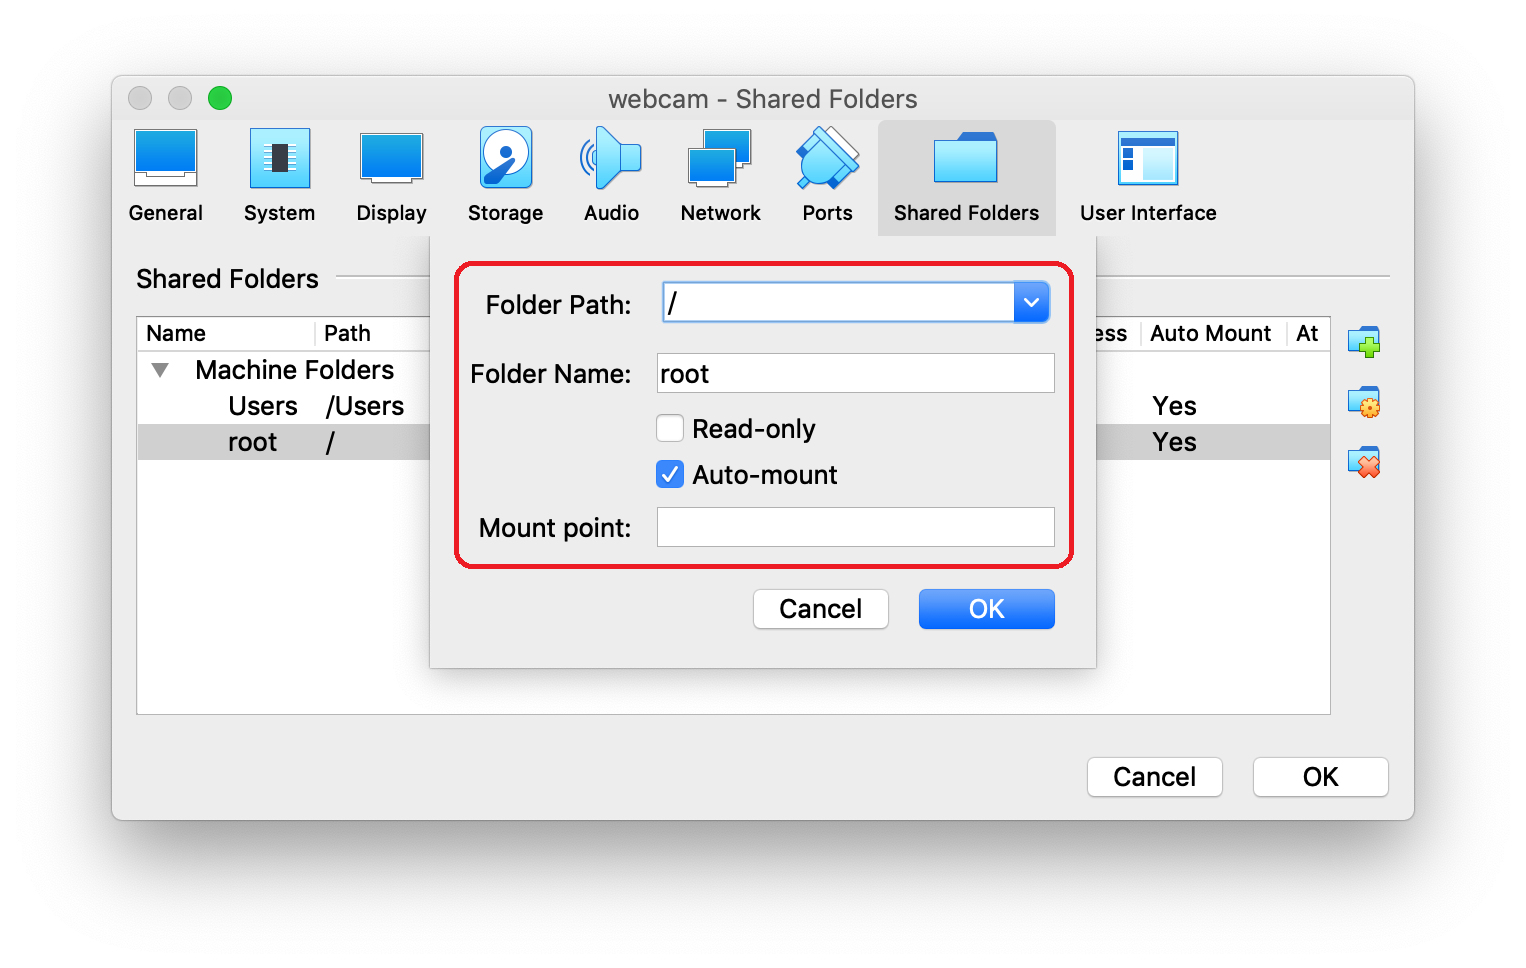 webcam - Shared Folders
General System Display Storage Audio Network Ports Shared Folders User Interface
Shared Folders
Folder Path: /
Name Path ess Auto Mount At
Machine Folders
Folder Name: root
Users /Users Yes
Read-only
root / Yes
Auto-mount
Mount point:
Cancel OK
Cancel OK